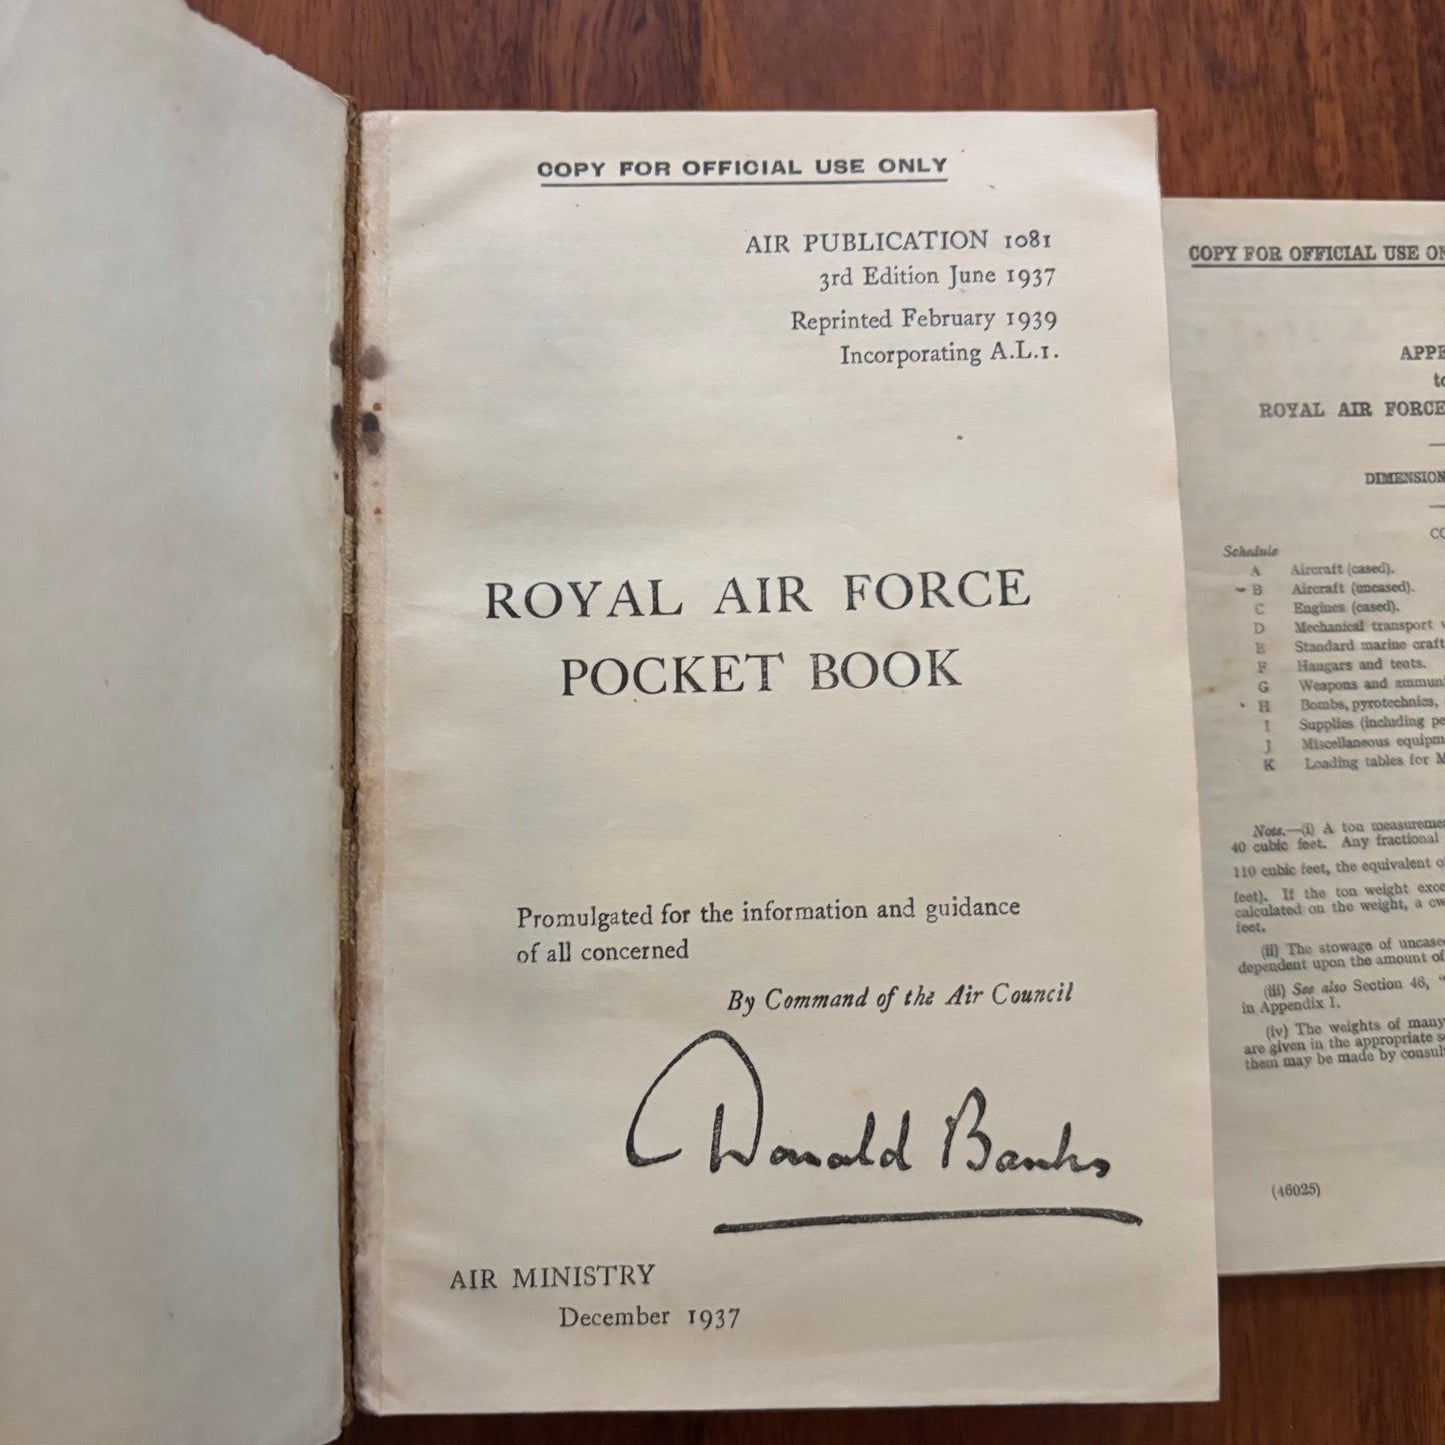 COPY FOR OFFICIAL USE ONLY
AIR PUBLICATION 1081
3rd Edition June 1937
Reprinted February 1939
Incorporating A.L.1.
ROYAL AIR FORCE
POCKET BOOK
Promulgated for the information and guidance
of all concerned
By Command of the Air Council
Donald Banks
AIR MINISTRY
December 1937
COPY FOR OFFICIAL USE
ROYAL AIR FORCE
Schedule
A Aircraft (cased).
B Aircraft (uncased).
C Engines (cased).
D Mechanical transport
E Standard marine craft
F Hangars and tents.
G Weapons and
H Bombs, pyrotechnics,
I Supplies (including
J Miscellaneous
K Loading tables for
Note.—(i) A ton
40 cubic feet. Any fractional
110 cubic feet, the equivalent
feet). If the ton weight
calculated on the weight, a
feet.
(ii) The stowage of
dependent upon the amount of
(iii) See also Section 46, "
in Appendix I.
(iv) The weights of many
are given in the appropriate
them may be made by
(46025)